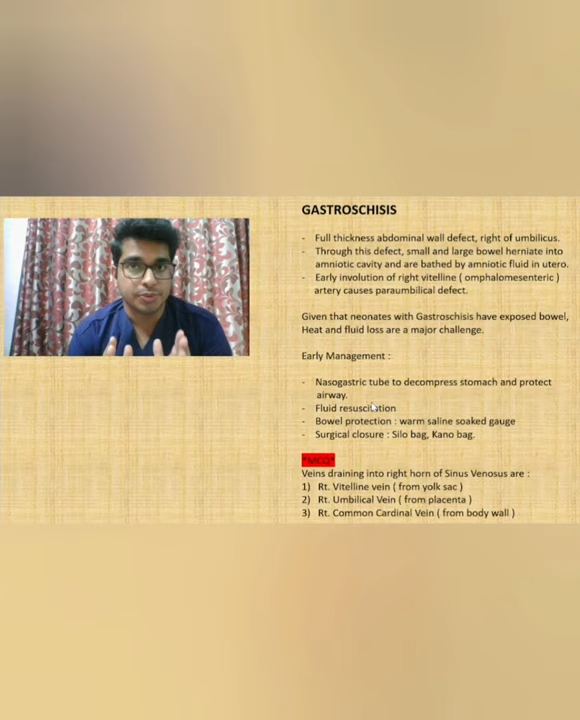 GASTROSCHISIS
- Full thickness abdominal wall defect, right of umbilicus.
- Through this defect, small and large bowel herniate into
amniotic cavity and are bathed by amniotic fluid in utero.
- Early involution of right vitelline ( omphalomesenteric )
artery causes paraumbilical defect.
Given that neonates with Gastroschisis have exposed bowel,
Heat and fluid loss are a major challenge.
Early Management :
- Nasogastric tube to decompress stomach and protect
airway.
- Fluid resuscitation
- Bowel protection : warm saline soaked gauge
- Surgical closure : Silo bag, Kano bag.
*MCQ*
Veins draining into right horn of Sinus Venosus are :
1) Rt. Vitelline vein ( from yolk sac )
2) Rt. Umbilical Vein ( from placenta )
3) Rt. Common Cardinal Vein ( from body wall )